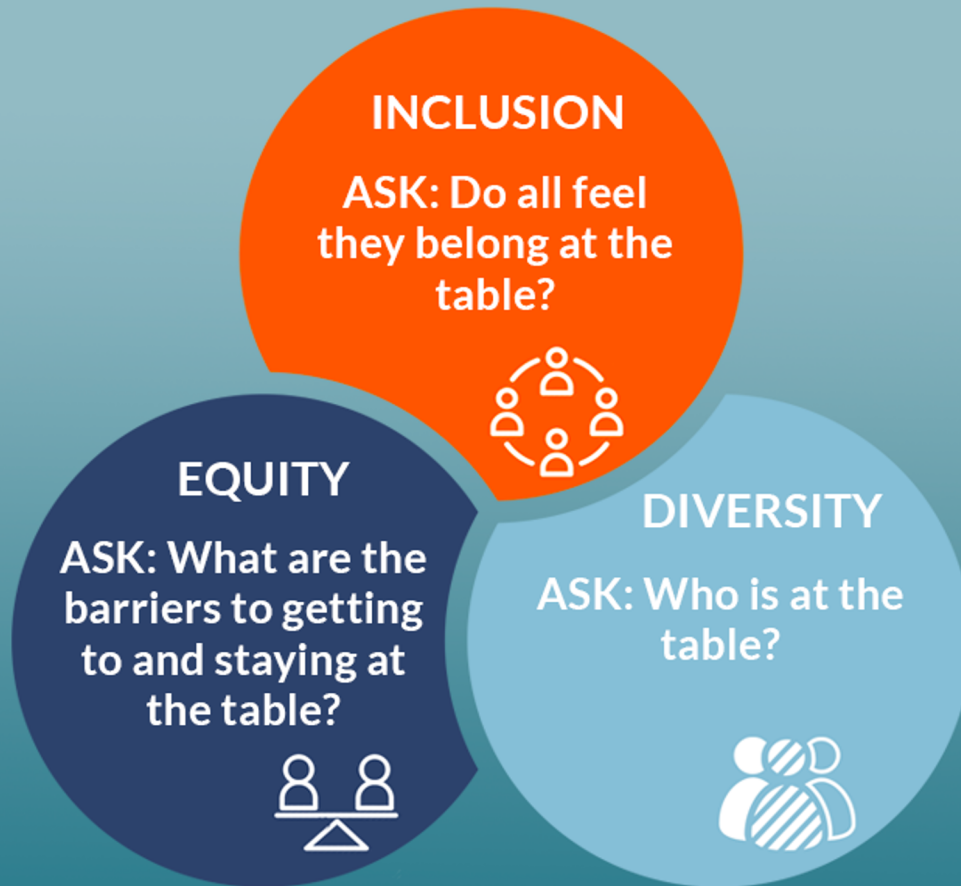 INCLUSION
ASK: Do all feel
they belong at the
table?
EQUITY
ASK: What are the
barriers to getting
to and staying at
the table?
DIVERSITY
ASK: Who is at the
table?